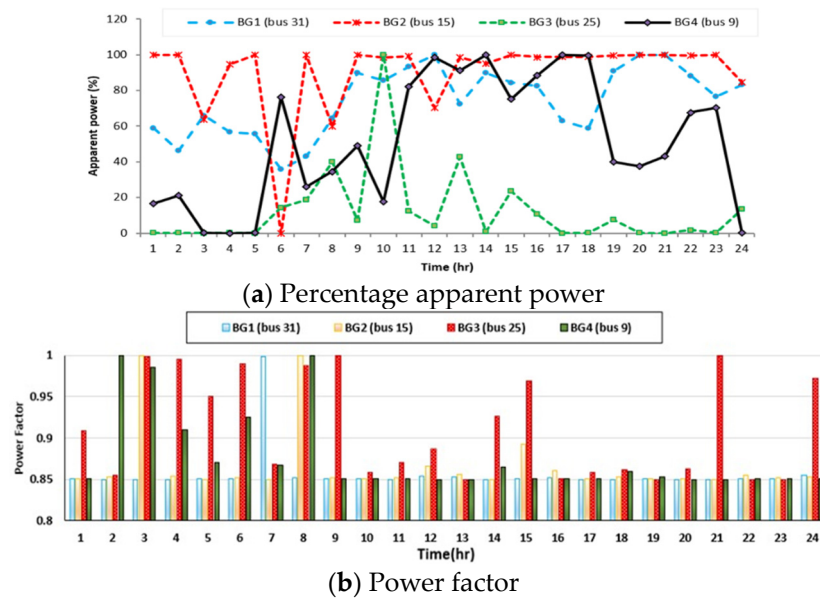 BG1 (bus 31) BG2 (bus 15) BG3 (bus 25) BG4 (bus 9)
120
100
80
60
40
20
0
Apparent power (%)
1 2 3 4 5 6 7 8 9 10 11 12 13 14 15 16 17 18 19 20 21 22 23 24
Time (hr)
(a) Percentage apparent power
BG1 (bus 31) BG2 (bus 15) BG3 (bus 25) BG4 (bus 9)
1
0.95
0.9
0.85
0.8
Power Factor
1 2 3 4 5 6 7 8 9 10 11 12 13 14 15 16 17 18 19 20 21 22 23 24
Time(hr)
(b) Power factor